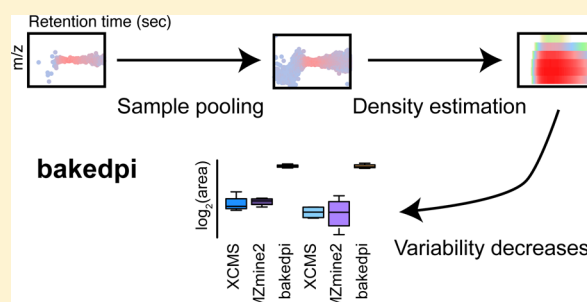 Retention time (sec)
m/z
Sample pooling
Density estimation
bakedpi
log₂(area)
XCMS
MZmine2
bakedpi
XCMS
MZmine2
bakedpi
Variability decreases